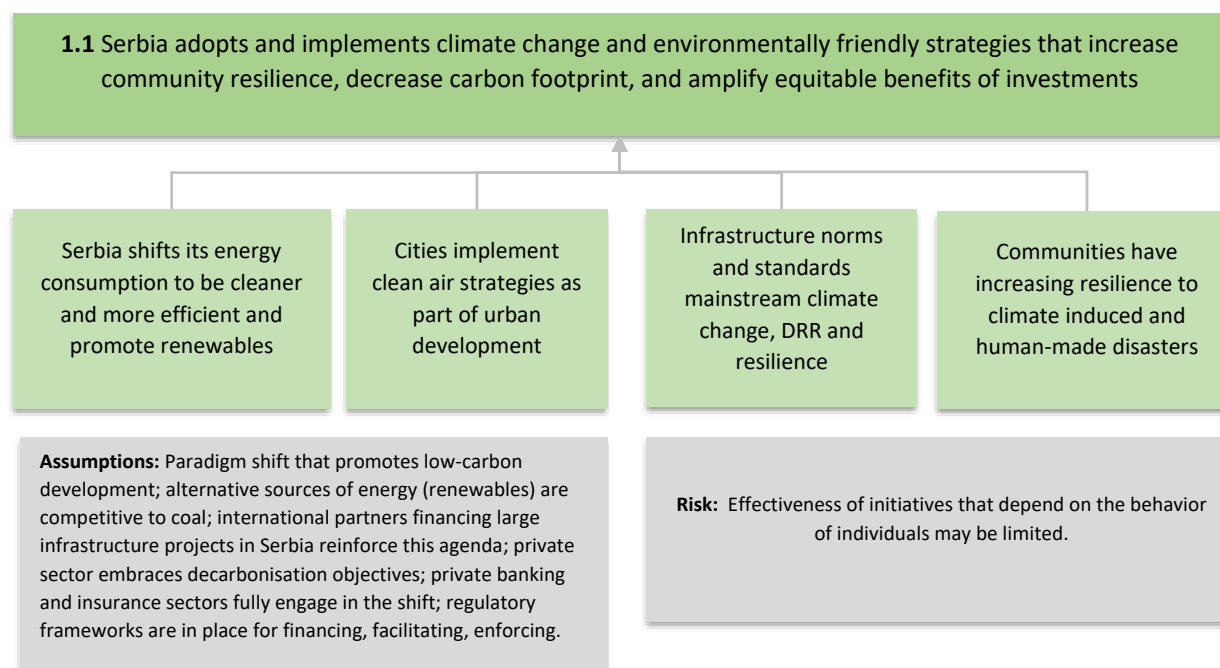 1.1 Serbia adopts and implements climate change and environmentally friendly strategies that increase
community resilience, decrease carbon footprint, and amplify equitable benefits of investments
Serbia shifts its energy
consumption to be cleaner
and more efficient and
promote renewables
Cities implement
clean air strategies as
part of urban
development
Infrastructure norms
and standards
mainstream climate
change, DRR and
resilience
Communities have
increasing resilience to
climate induced and
human-made disasters
Assumptions: Paradigm shift that promotes low-carbon
development; alternative sources of energy (renewables) are
competitive to coal; international partners financing large
infrastructure projects in Serbia reinforce this agenda; private
sector embraces decarbonisation objectives; private banking
and insurance sectors fully engage in the shift; regulatory
frameworks are in place for financing, facilitating, enforcing.
Risk: Effectiveness of initiatives that depend on the behavior
of individuals may be limited.